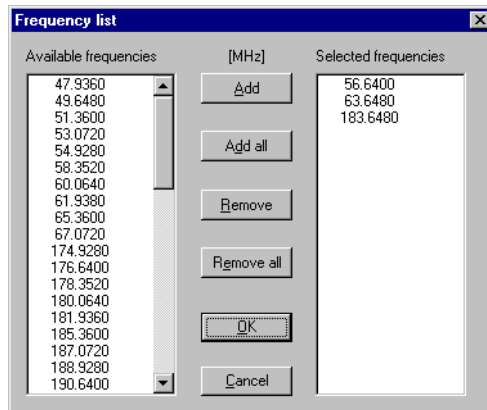 Frequency list
Available frequencies
[MHz]
Selected frequencies
47.9360
49.6480
51.3600
53.0720
54.9280
58.3520
60.0640
61.9380
65.3600
67.0720
174.9280
176.6400
178.3520
180.0640
181.9360
185.3600
187.0720
188.9280
190.6400
Add
Add all
Remove
Remove all
OK
Cancel
56.6400
63.6480
183.6480